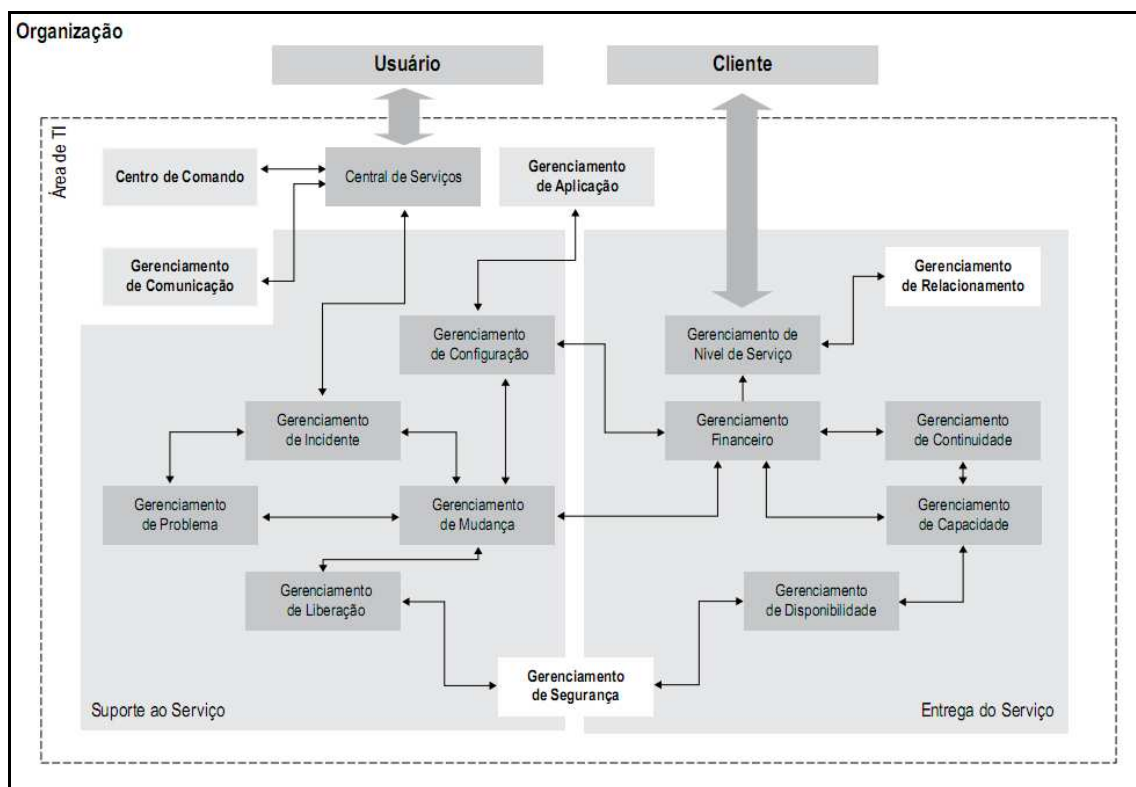 Organização
Usuário
Cliente
Área de TI
Centro de Comando
Central de Serviços
Gerenciamento
de Aplicação
Gerenciamento
de Comunicação
Gerenciamento
de Relacionamento
Gerenciamento
de Configuração
Gerenciamento de
Nível de Serviço
Gerenciamento
de Incidente
Gerenciamento
Financeiro
Gerenciamento
de Continuidade
Gerenciamento
de Problema
Gerenciamento
de Mudança
Gerenciamento
de Capacidade
Gerenciamento
de Liberação
Gerenciamento
de Disponibilidade
Gerenciamento
de Segurança
Suporte ao Serviço
Entrega do Serviço